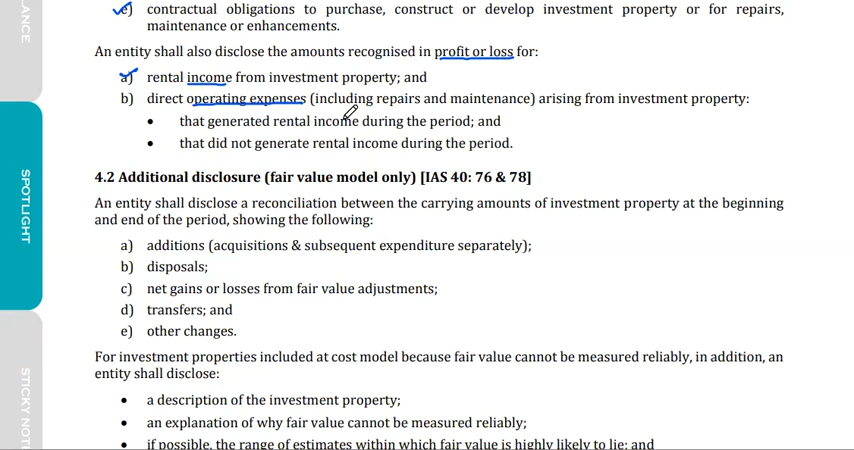 LANCE
e) contractual obligations to purchase, construct or develop investment property or for repairs,
maintenance or enhancements.
An entity shall also disclose the amounts recognised in profit or loss for:
a) rental income from investment property; and
b) direct operating expenses (including repairs and maintenance) arising from investment property:
• that generated rental income during the period; and
• that did not generate rental income during the period.
SPOTLIGHT
4.2 Additional disclosure (fair value model only) [IAS 40: 76 & 78]
An entity shall disclose a reconciliation between the carrying amounts of investment property at the beginning
and end of the period, showing the following:
a) additions (acquisitions & subsequent expenditure separately);
b) disposals;
c) net gains or losses from fair value adjustments;
d) transfers; and
e) other changes.
For investment properties included at cost model because fair value cannot be measured reliably, in addition, an
entity shall disclose:
• a description of the investment property;
• an explanation of why fair value cannot be measured reliably;
• if possible, the range of estimates within which fair value is highly likely to lie; and
STICKY NOT